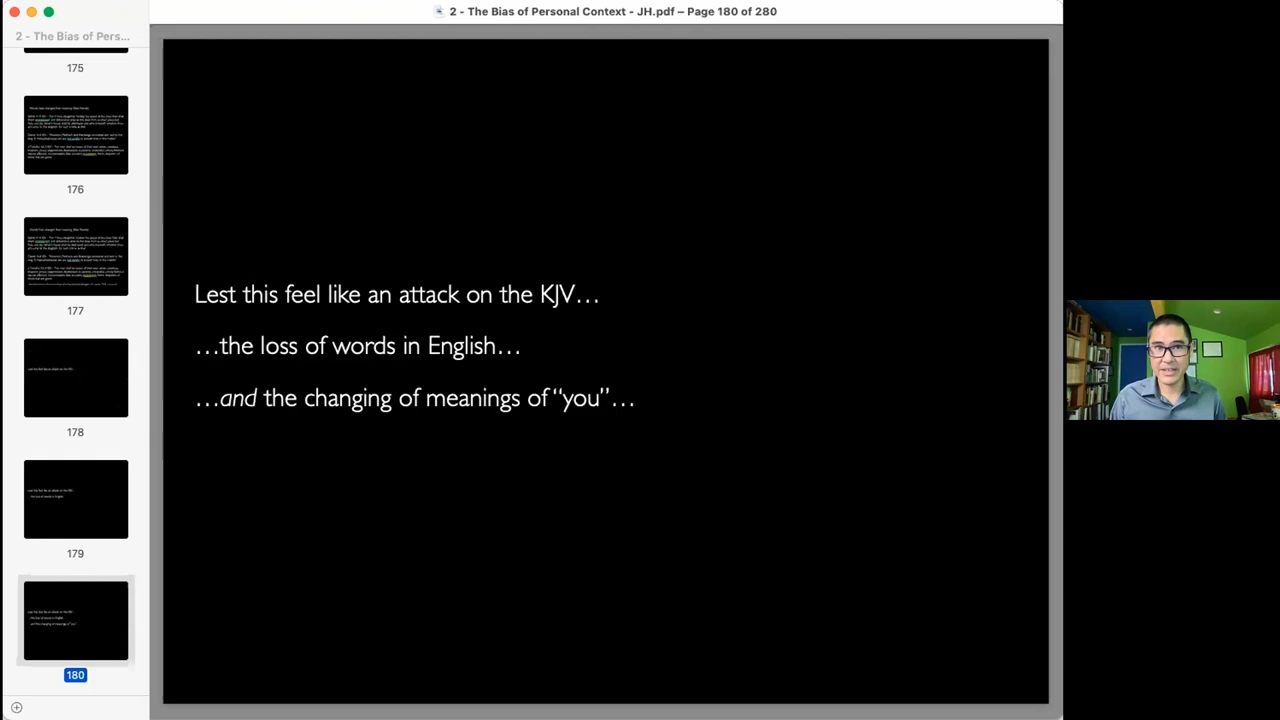 2 - The Bias of Personal Context - JH.pdf – Page 180 of 280
2 - The Bias of Pers...
175
176
177
178
179
180
Lest this feel like an attack on the KJV…
…the loss of words in English…
…and the changing of meanings of “you”…